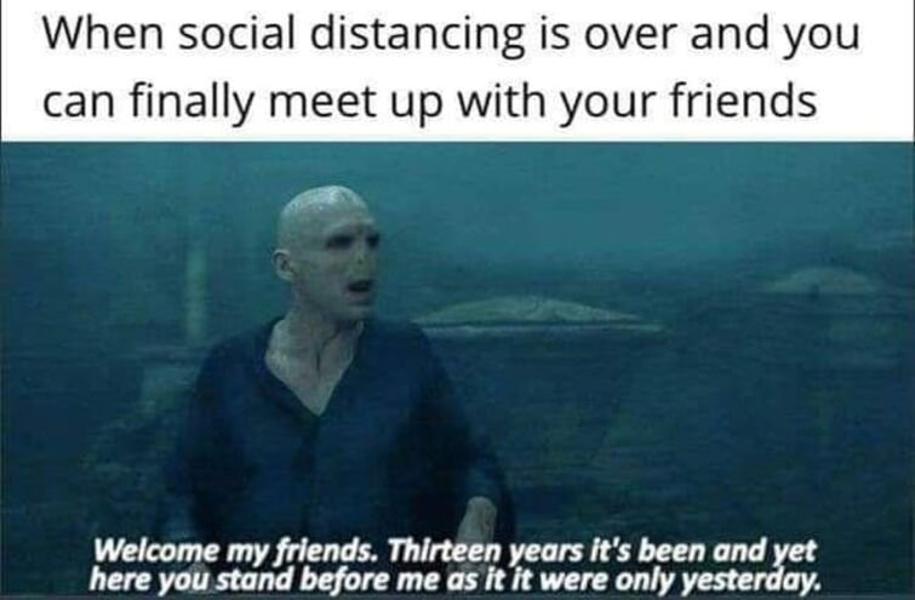 When social distancing is over and you
can finally meet up with your friends
Welcome my friends. Thirteen years it's been and yet
here you stand before me as it it were only yesterday.